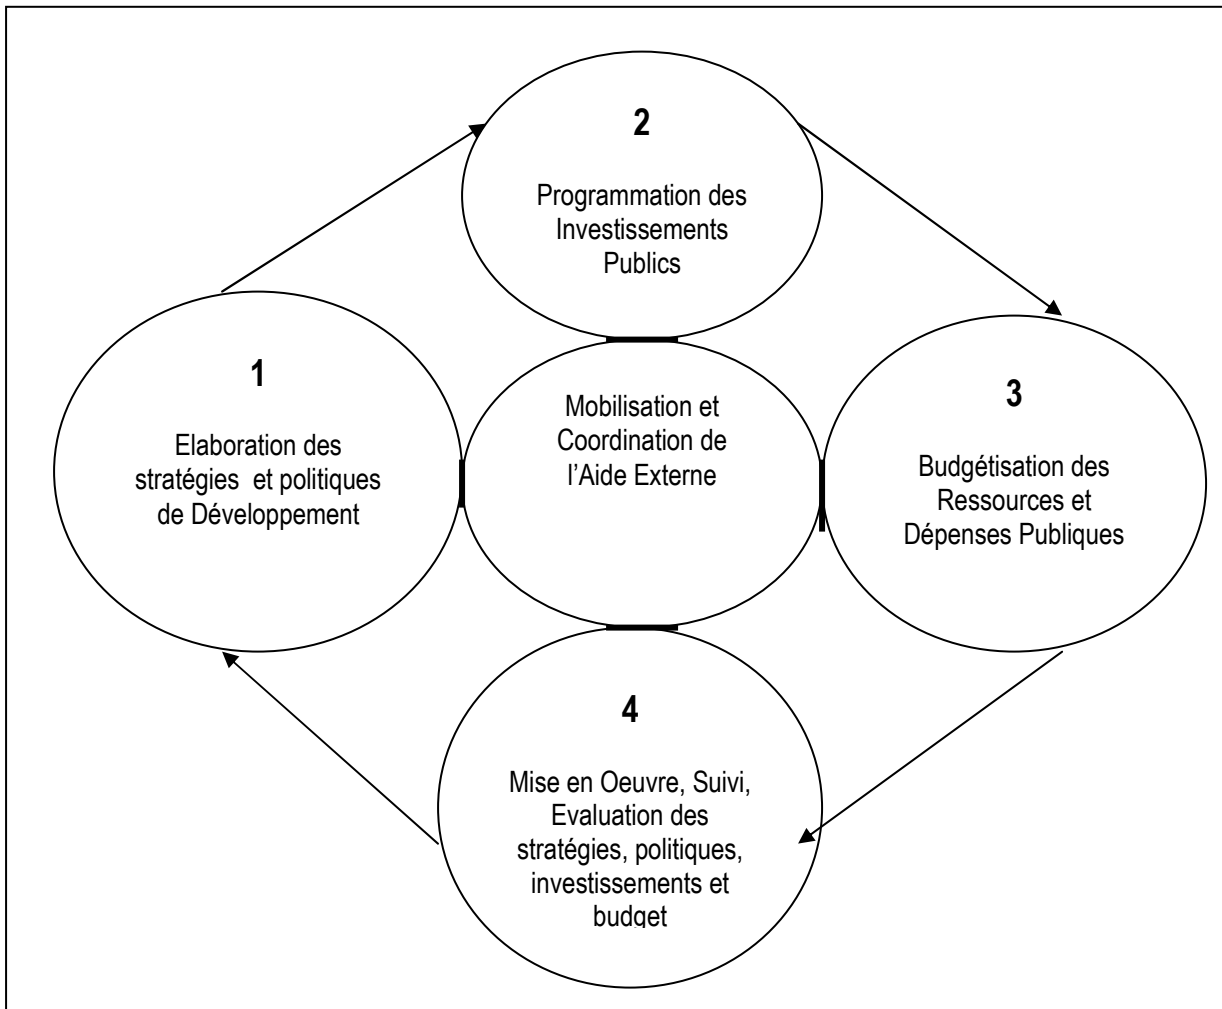 1
Elaboration des
stratégies et politiques
de Développement
2
Programmation des
Investissements
Publics
Mobilisation et
Coordination de
l'Aide Externe
3
Budgétisation des
Ressources et
Dépenses Publiques
4
Mise en Oeuvre, Suivi,
Evaluation des
stratégies, politiques,
investissements et
budget